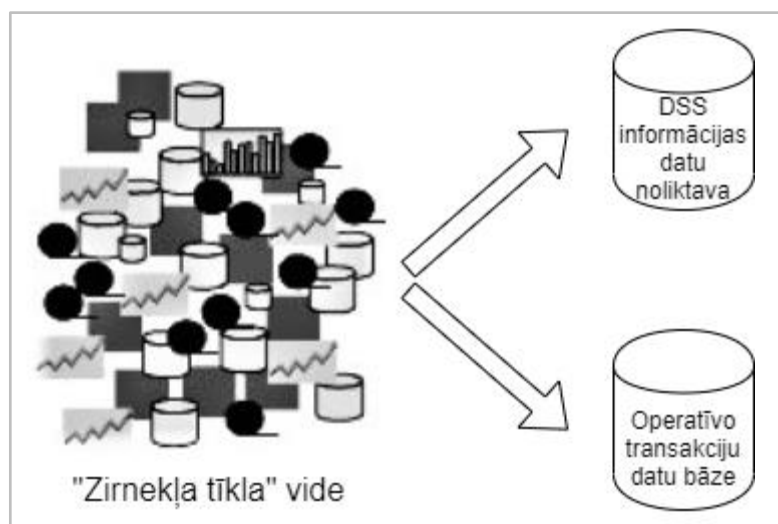 DSS
informācijas
datu
noliktava
"Zirnekļa tīkla" vide
Operatīvo
transakciju
datu bāze